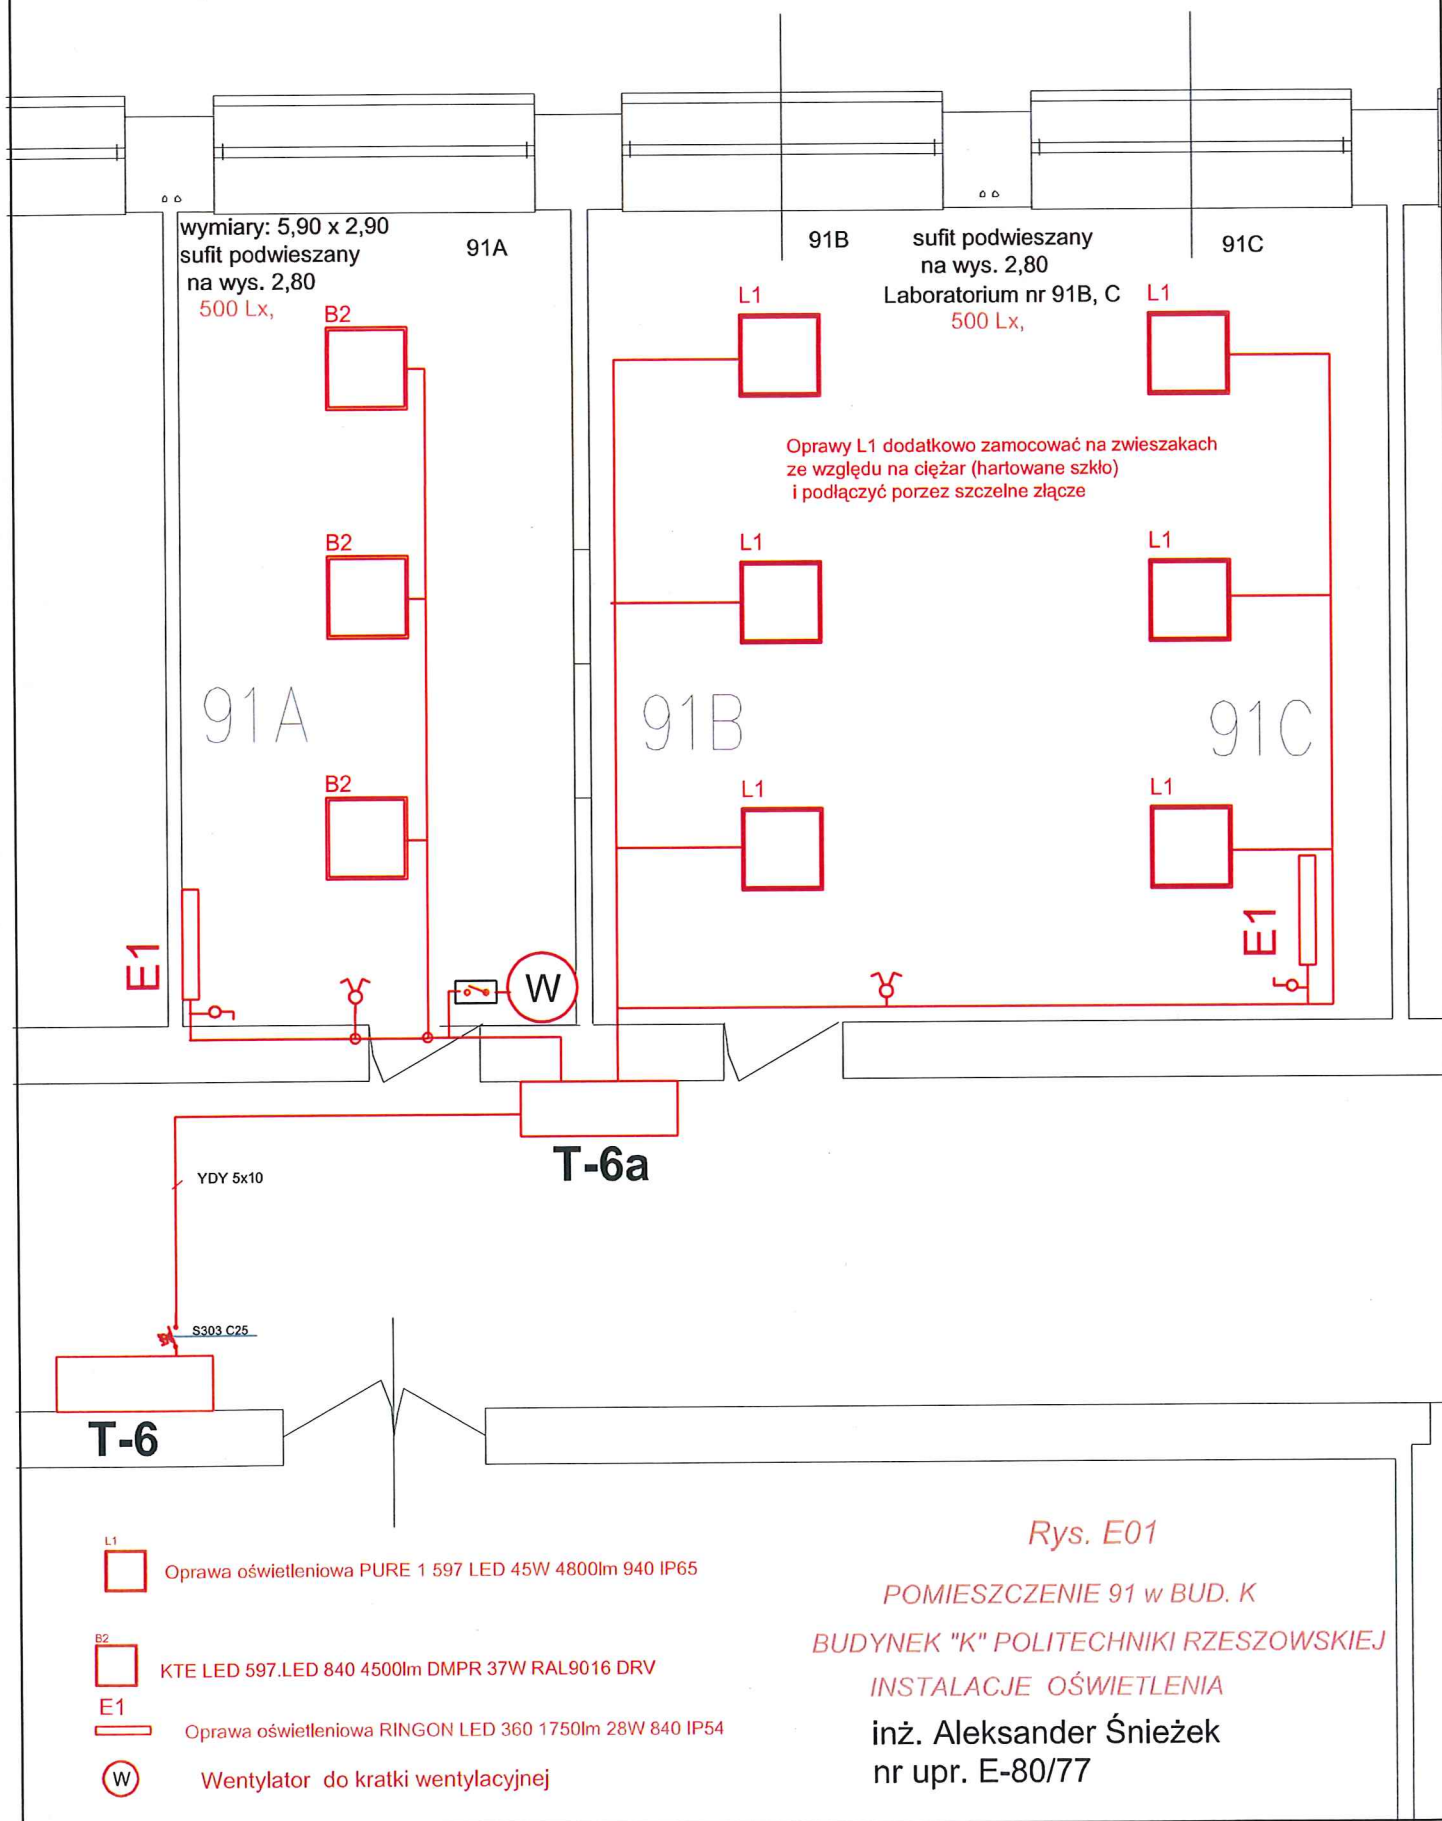 wymiary: 5,90 x 2,90
sufit podwieszany
na wys. 2,80
500 Lx,
91A
91B
sufit podwieszany
na wys. 2,80
Laboratorium nr 91B, C
500 Lx,
91C
B2
L1
L1
Oprawy L1 dodatkowo zamocować na zwieszakach
ze względu na ciężar (hartowane szkło)
i podłączyć porzez szczelne złącze
B2
L1
L1
91A
91B
91C
B2
L1
L1
E1
W
E1
T-6a
YDY 5x10
S303 C25
T-6
L1
Oprawa oświetleniowa PURE 1 597 LED 45W 4800lm 940 IP65
B2
KTE LED 597.LED 840 4500lm DMPR 37W RAL9016 DRV
E1
Oprawa oświetleniowa RINGON LED 360 1750lm 28W 840 IP54
W
Wentylator do kratki wentylacyjnej
Rys. E01
POMIESZCZENIE 91 w BUD. K
BUDYNEK "K" POLITECHNIKI RZESZOWSKIEJ
INSTALACJE OŚWIETLENIA
inż. Aleksander Śnieżek
nr upr. E-80/77